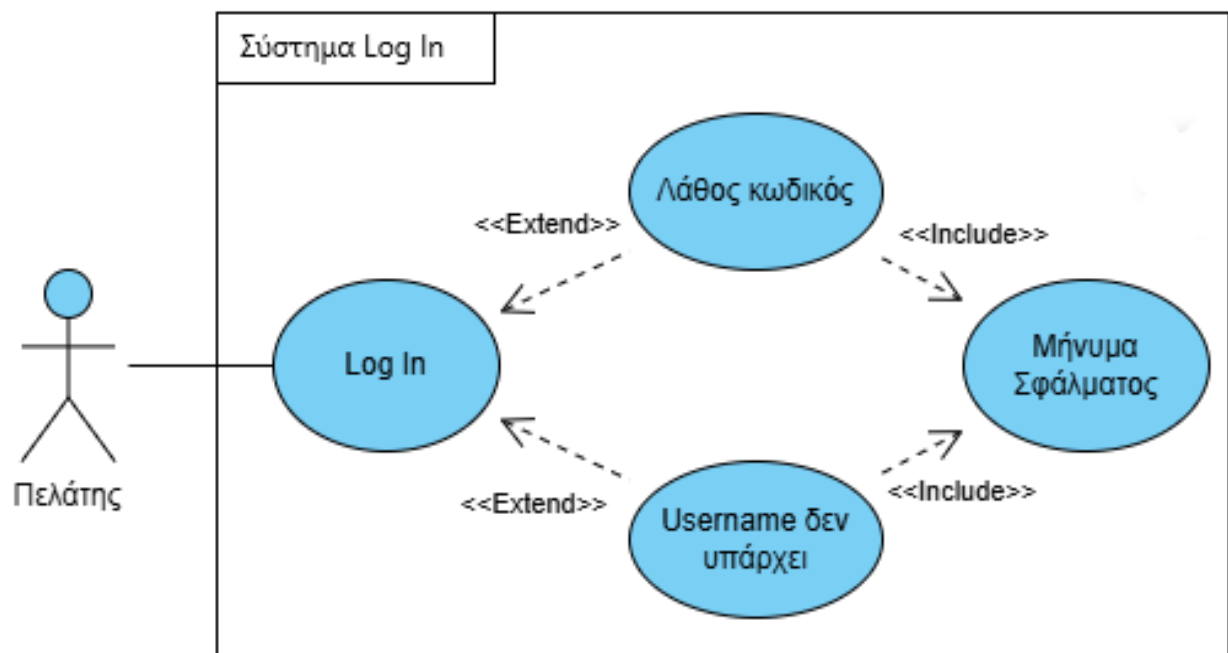 Σύστημα Log In
Λάθος κωδικός
<<Extend>>
<<Include>>
Log In
Μήνυμα
Σφάλματος
Πελάτης
<<Extend>>
<<Include>>
Username δεν
υπάρχει